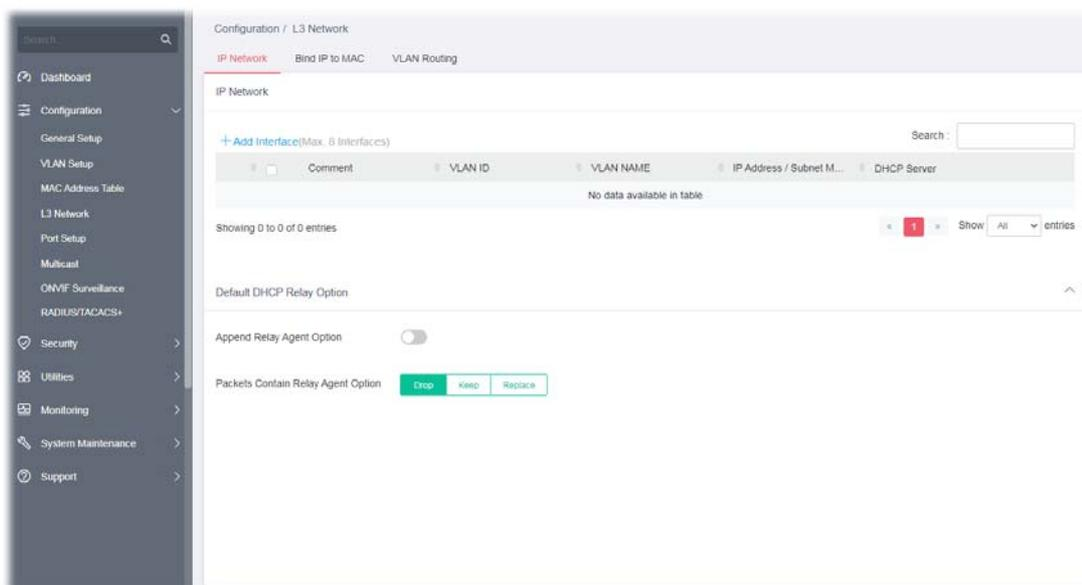 Search...
Dashboard
Configuration
General Setup
VLAN Setup
MAC Address Table
L3 Network
Port Setup
Multicast
ONVIF Surveillance
RADIUS/TACACS+
Security
Utilities
Monitoring
System Maintenance
Support
Configuration / L3 Network
IP Network Bind IP to MAC VLAN Routing
IP Network
+Add Interface(Max. 8 Interfaces) Search :
Comment VLAN ID VLAN NAME IP Address / Subnet M... DHCP Server
No data available in table
Showing 0 to 0 of 0 entries « 1 » Show All entries
Default DHCP Relay Option
Append Relay Agent Option
Packets Contain Relay Agent Option Drop Keep Replace